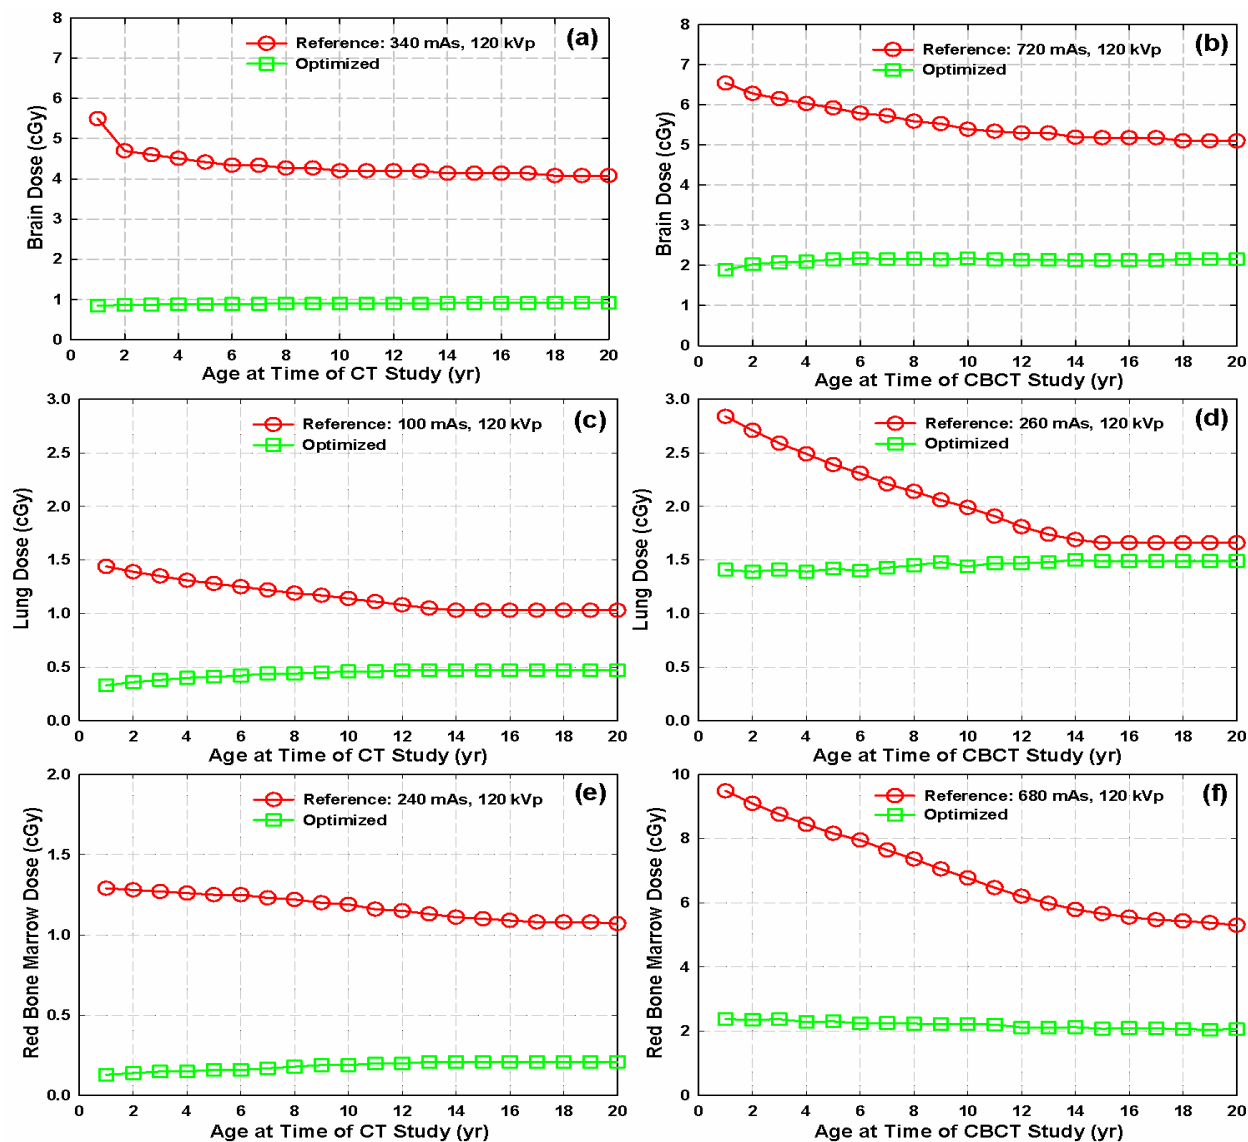 (a)
Reference: 340 mAs, 120 kVp
Optimized
Brain Dose (cGy)
8
7
6
5
4
3
2
1
0
0 2 4 6 8 10 12 14 16 18 20
Age at Time of CT Study (yr)
(b)
Reference: 720 mAs, 120 kVp
Optimized
Brain Dose (cGy)
8
7
6
5
4
3
2
1
0
0 2 4 6 8 10 12 14 16 18 20
Age at Time of CBCT Study (yr)
(c)
Reference: 100 mAs, 120 kVp
Optimized
Lung Dose (cGy)
3.0
2.5
2.0
1.5
1.0
0.5
0.0
0 2 4 6 8 10 12 14 16 18 20
Age at Time of CT Study (yr)
(d)
Reference: 260 mAs, 120 kVp
Optimized
Lung Dose (cGy)
3.0
2.5
2.0
1.5
1.0
0.5
0.0
0 2 4 6 8 10 12 14 16 18 20
Age at Time of CBCT Study (yr)
(e)
Reference: 240 mAs, 120 kVp
Optimized
Red Bone Marrow Dose (cGy)
2.0
1.5
1.0
0.5
0.0
0 2 4 6 8 10 12 14 16 18 20
Age at Time of CT Study (yr)
(f)
Reference: 680 mAs, 120 kVp
Optimized
Red Bone Marrow Dose (cGy)
10
8
6
4
2
0
0 2 4 6 8 10 12 14 16 18 20
Age at Time of CBCT Study (yr)